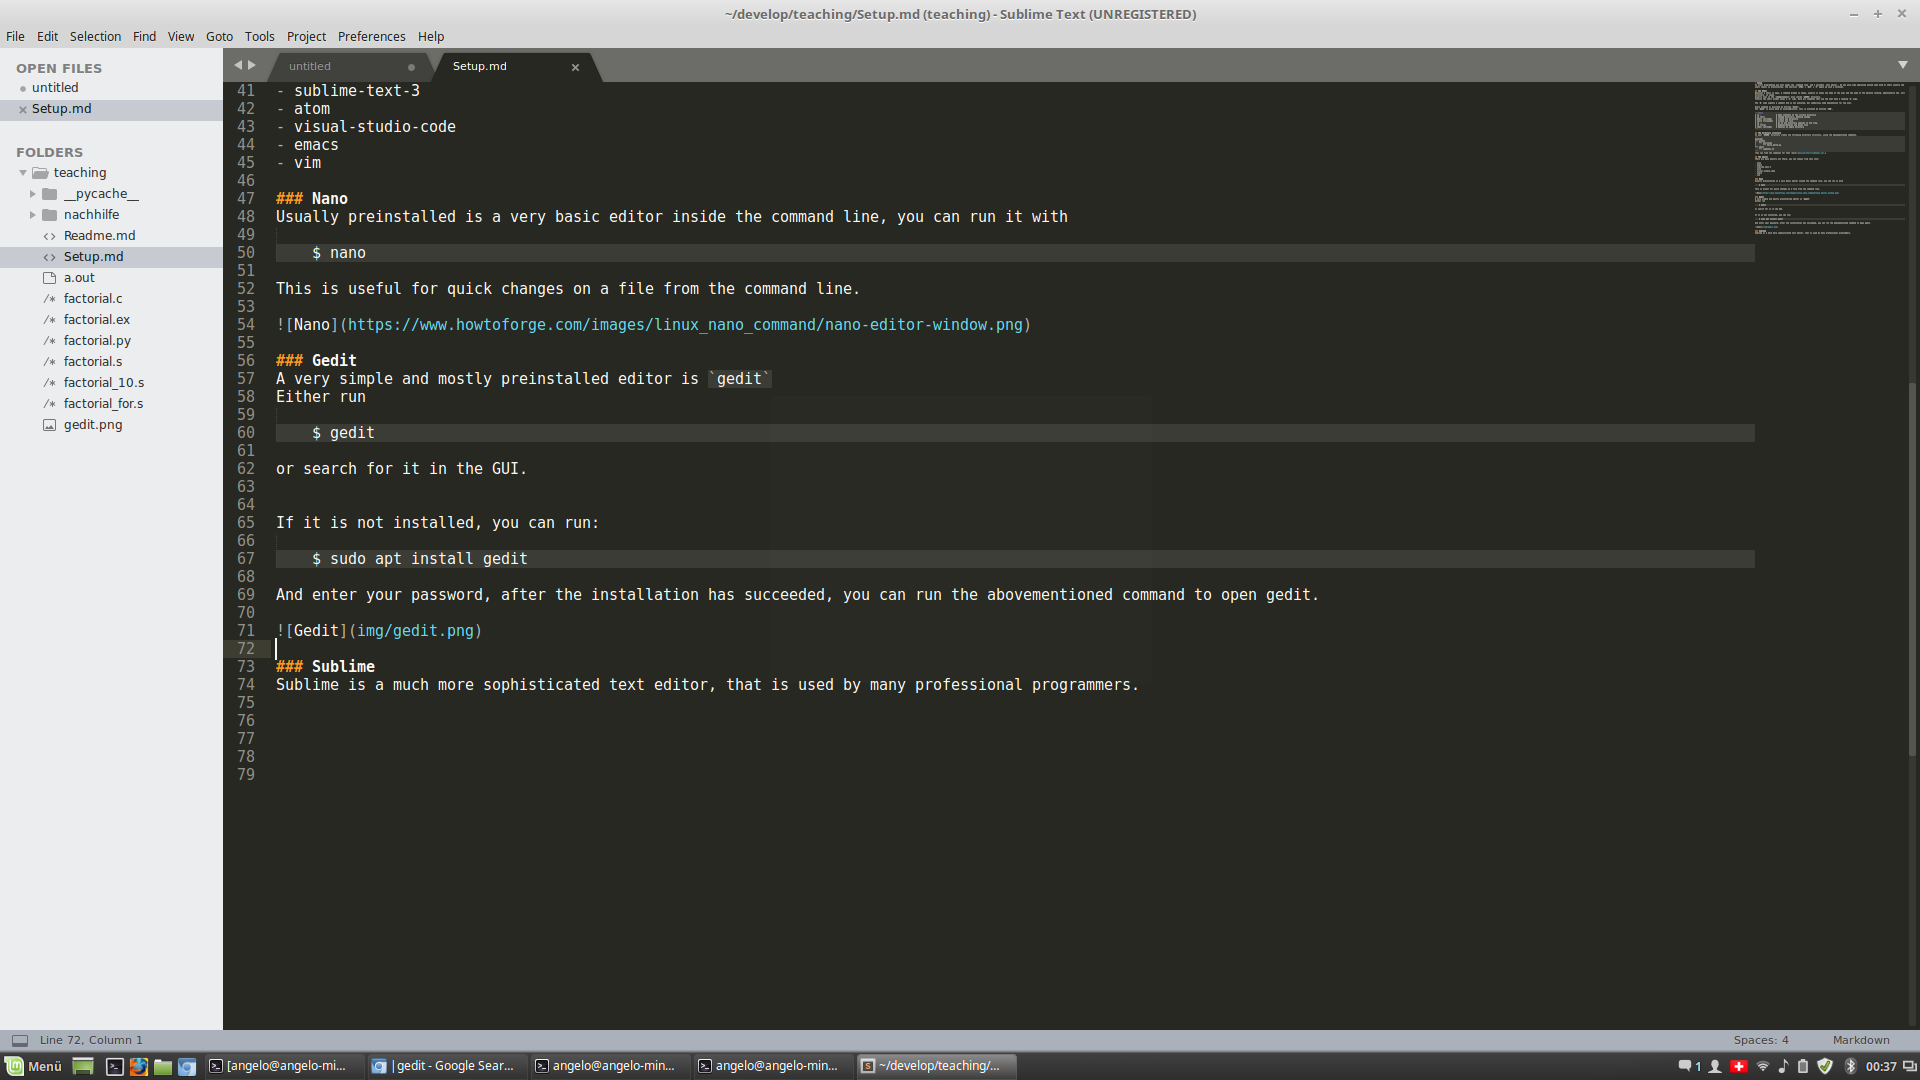 ~/develop/teaching/Setup.md (teaching) - Sublime Text (UNREGISTERED)
File Edit Selection Find View Goto Tools Project Preferences Help
OPEN FILES
untitled
Setup.md
FOLDERS
teaching
__pycache__
nachhilfe
Readme.md
Setup.md
a.out
factorial.c
factorial.ex
factorial.py
factorial.s
factorial_10.s
factorial_for.s
gedit.png
untitled Setup.md
41 - sublime-text-3
42 - atom
43 - visual-studio-code
44 - emacs
45 - vim
46
47 ### Nano
48 Usually preinstalled is a very basic editor inside the command line, you can run it with
49
50 $ nano
51
52 This is useful for quick changes on a file from the command line.
53
54 ![Nano](https://www.howtoforge.com/images/linux_nano_command/nano-editor-window.png)
55
56 ### Gedit
57 A very simple and mostly preinstalled editor is `gedit`
58 Either run
59
60 $ gedit
61
62 or search for it in the GUI.
63
64
65 If it is not installed, you can run:
66
67 $ sudo apt install gedit
68
69 And enter your password, after the installation has succeeded, you can run the abovementioned command to open gedit.
70
71 ![Gedit](img/gedit.png)
72
73 ### Sublime
74 Sublime is a much more sophisticated text editor, that is used by many professional programmers.
75
76
77
78
79
Line 72, Column 1 Spaces: 4 Markdown
Menü [angelo@angelo-mi... | gedit - Google Sear... angelo@angelo-min... angelo@angelo-min... ~/develop/teaching/... 1 00:37